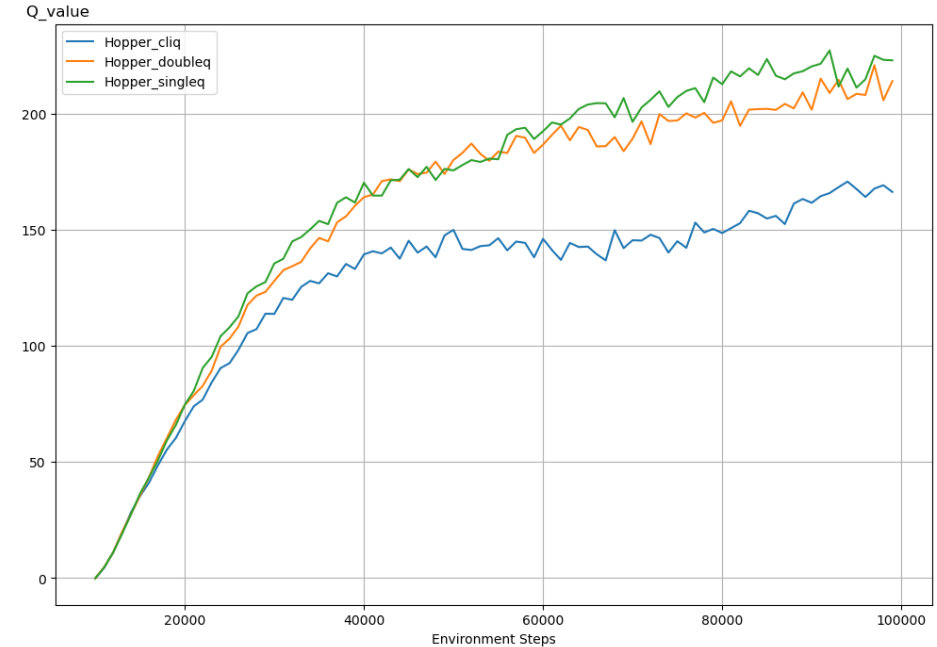 Q_value
Hopper_cliq
Hopper_doubleq
Hopper_singleq
200
150
100
50
0
20000 40000 60000 80000 100000
Environment Steps